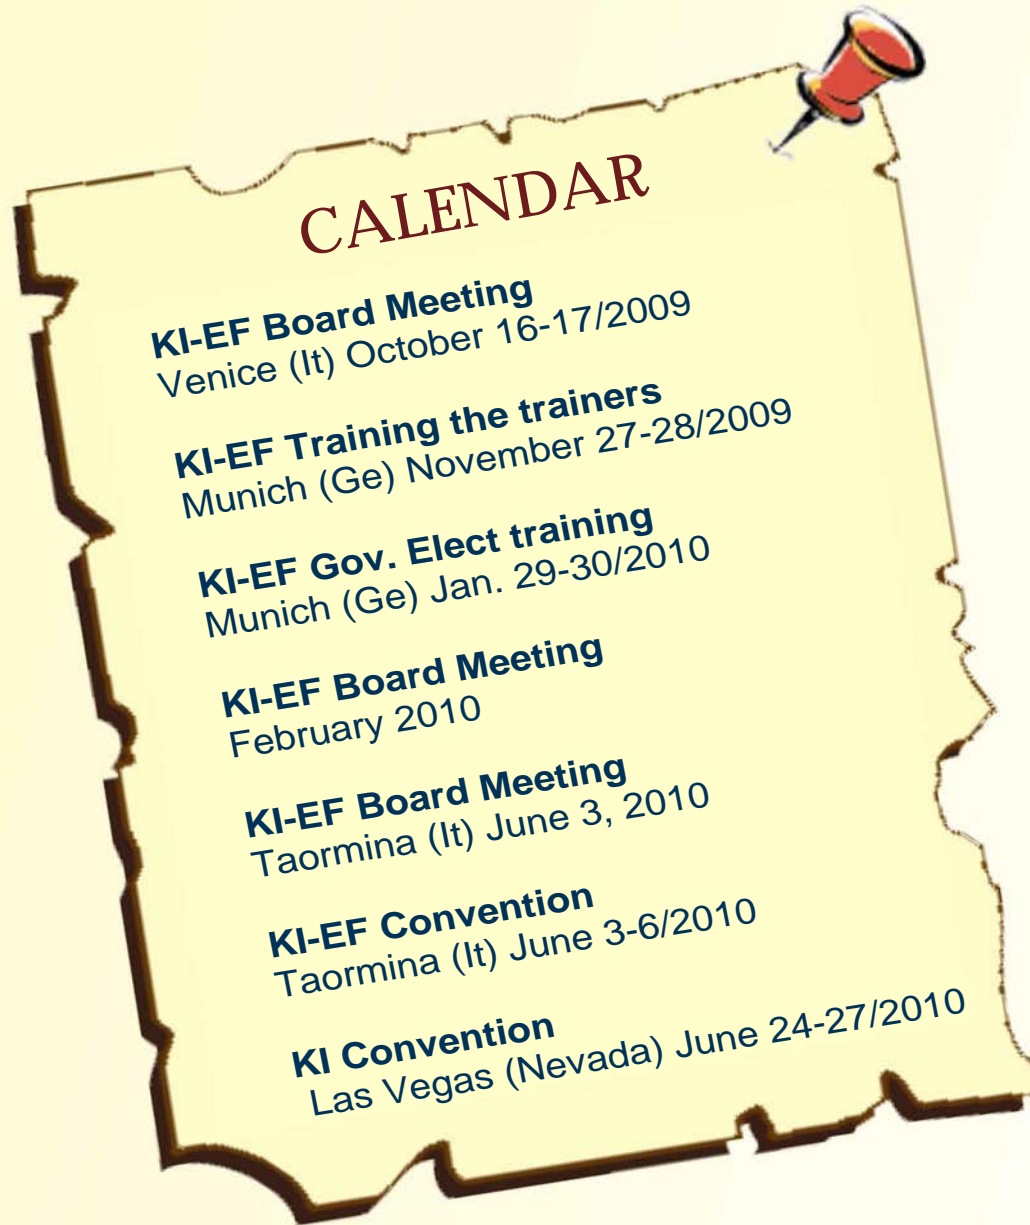 CALENDAR
KI-EF Board Meeting
Venice (It) October 16-17/2009
KI-EF Training the trainers
Munich (Ge) November 27-28/2009
KI-EF Gov. Elect training
Munich (Ge) Jan. 29-30/2010
KI-EF Board Meeting
February 2010
KI-EF Board Meeting
Taormina (It) June 3, 2010
KI-EF Convention
Taormina (It) June 3-6/2010
KI Convention
Las Vegas (Nevada) June 24-27/2010